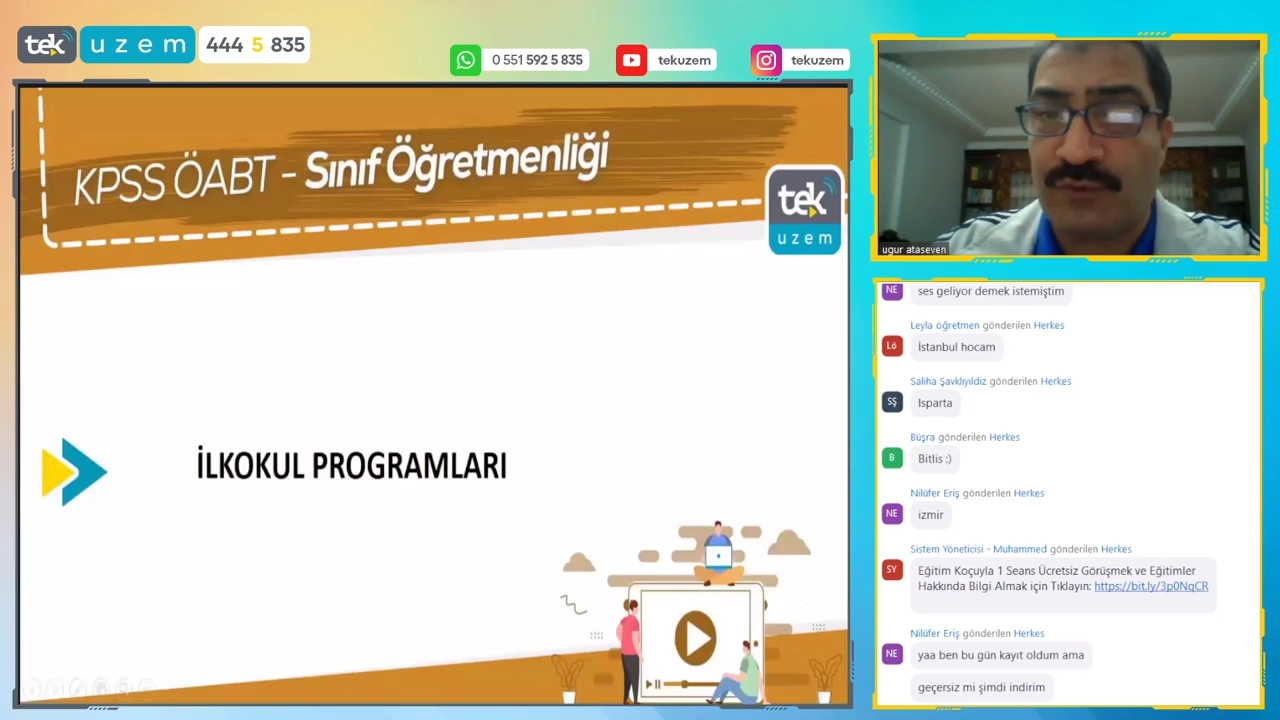 tek
uzem
444 5 835
0 551 592 5 835
tekuzem
tekuzem
KPSS ÖABT - Sınıf Öğretmenliği
tek
uzem
İLKOKUL PROGRAMLARI
ugur ataseven
NE
ses geliyor demek istemiştim
Leyla öğretmen gönderilen Herkes
Lö
İstanbul hocam
Saliha Şavklıyıldız gönderilen Herkes
SŞ
Isparta
Büşra gönderilen Herkes
B
Bitlis :)
Nilüfer Eriş gönderilen Herkes
NE
izmir
Sistem Yöneticisi - Muhammed gönderilen Herkes
SY
Eğitim Koçuyla 1 Seans Ücretsiz Görüşmek ve Eğitimler
Hakkında Bilgi Almak için Tıklayın: https://bit.ly/3p0NqCR
Nilüfer Eriş gönderilen Herkes
NE
yaa ben bu gün kayıt oldum ama
geçersiz mi şimdi indirim